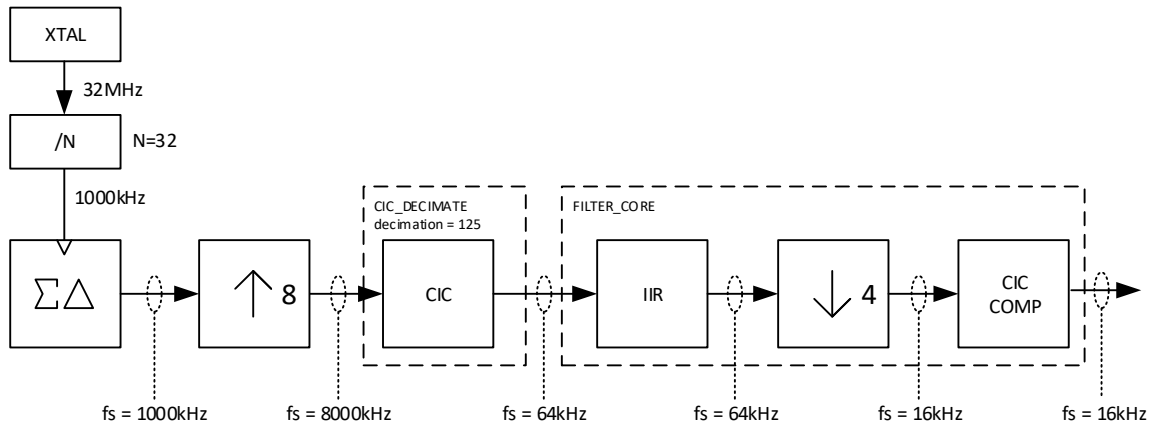 XTAL
32MHz
/N
N=32
1000kHz
CIC_DECIMATE
decimation = 125
FILTER_CORE
ΣΔ
↑ 8
CIC
IIR
↓ 4
CIC
COMP
fs = 1000kHz
fs = 8000kHz
fs = 64kHz
fs = 64kHz
fs = 16kHz
fs = 16kHz